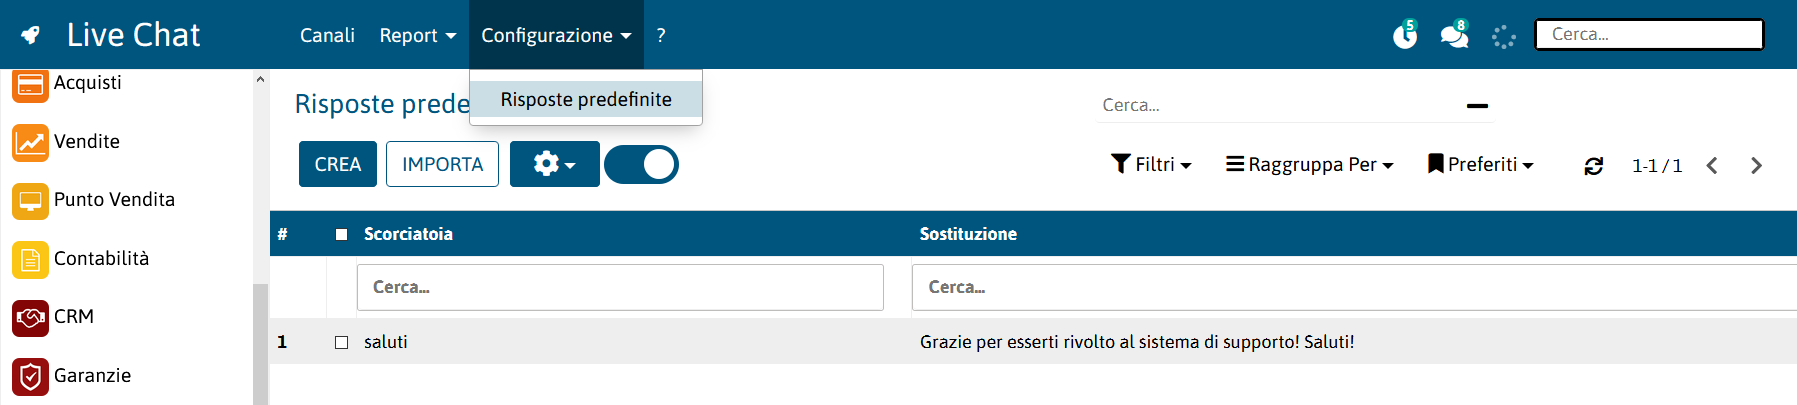 Live Chat
Canali
Report
Configurazione
?
5
8
Cerca...
Acquisti
Vendite
Punto Vendita
Contabilità
CRM
Garanzie
Risposte prede
Risposte predefinite
Cerca...
CREA
IMPORTA
Filtri
Raggruppa Per
Preferiti
1-1 / 1
# Scorciatoia Sostituzione
Cerca... Cerca...
1 saluti Grazie per esserti rivolto al sistema di supporto! Saluti!